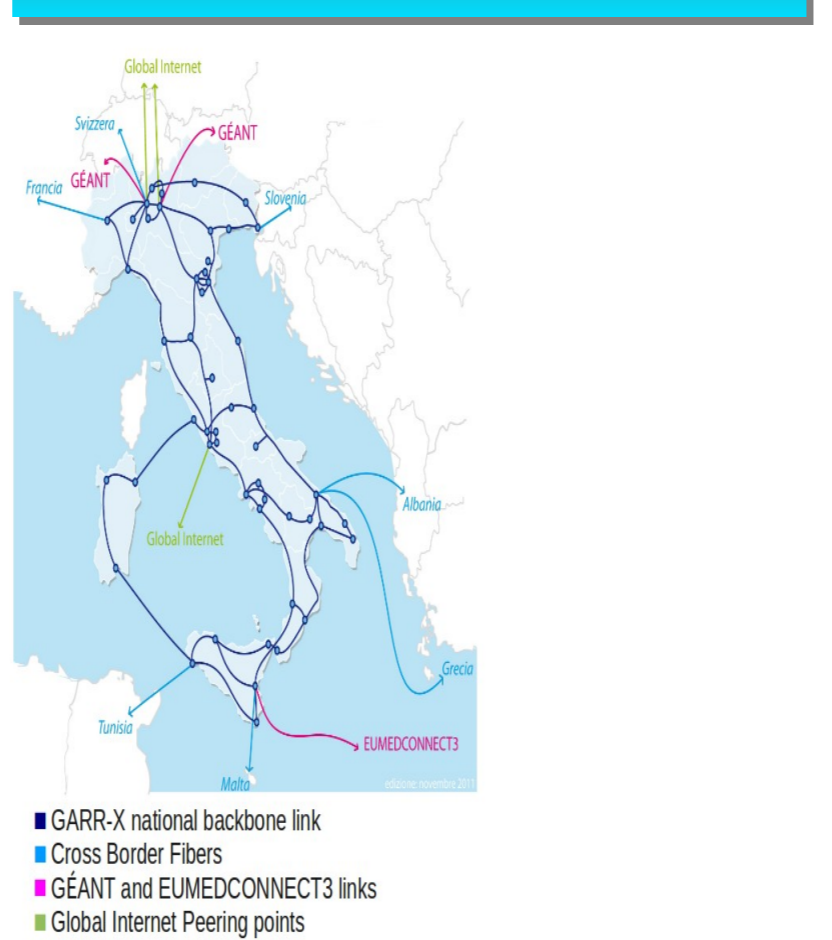 Global Internet
Svizzera
GÉANT
GÉANT
Francia
Slovenia
Albania
Global Internet
Grecia
Tunisia
EUMEDCONNECT3
Malta
edizione: novembre 2011
GARR-X national backbone link
Cross Border Fibers
GÉANT and EUMEDCONNECT3 links
Global Internet Peering points